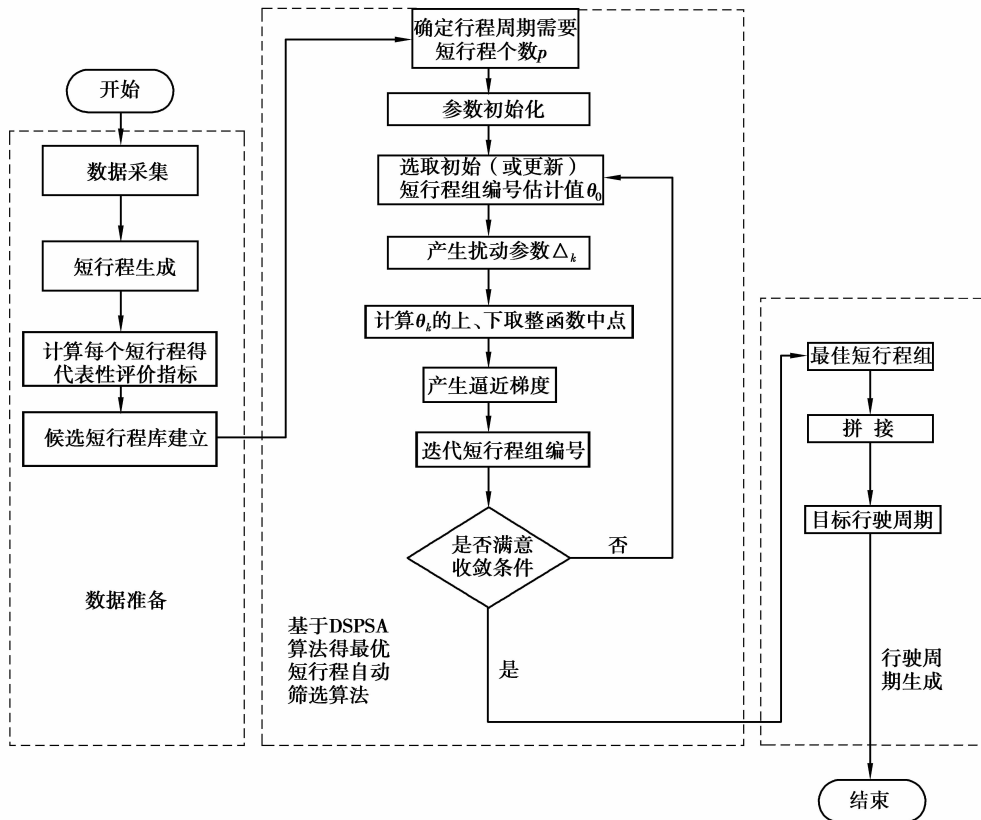 开始
数据采集
短行程生成
计算每个短行程得
代表性评价指标
候选短行程库建立
数据准备
确定行程周期需要
短行程个数p
参数初始化
选取初始（或更新）
短行程组编号估计值θ₀
产生扰动参数△ₖ
计算θₖ的上、下取整函数中点
产生逼近梯度
迭代短行程组编号
是否满意
收敛条件
否
是
基于DSPSA
算法得最优
短行程自动
筛选算法
最佳短行程组
拼 接
目标行驶周期
行驶周
期生成
结束